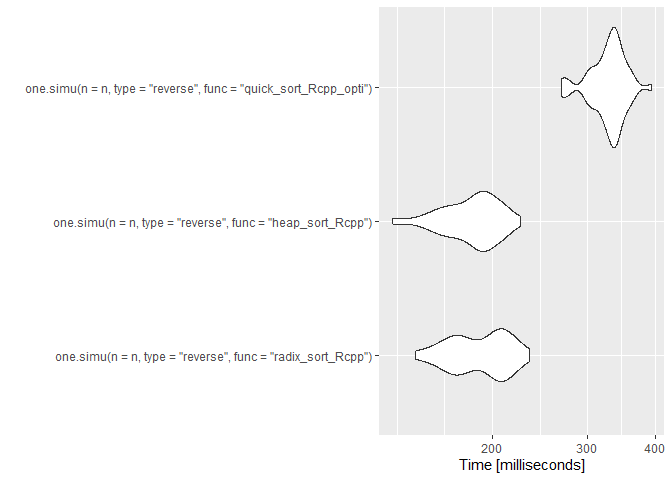 one.simu(n = n, type = "reverse", func = "quick_sort_Rcpp_opti")
one.simu(n = n, type = "reverse", func = "heap_sort_Rcpp")
one.simu(n = n, type = "reverse", func = "radix_sort_Rcpp")
200 300 400
Time [milliseconds]